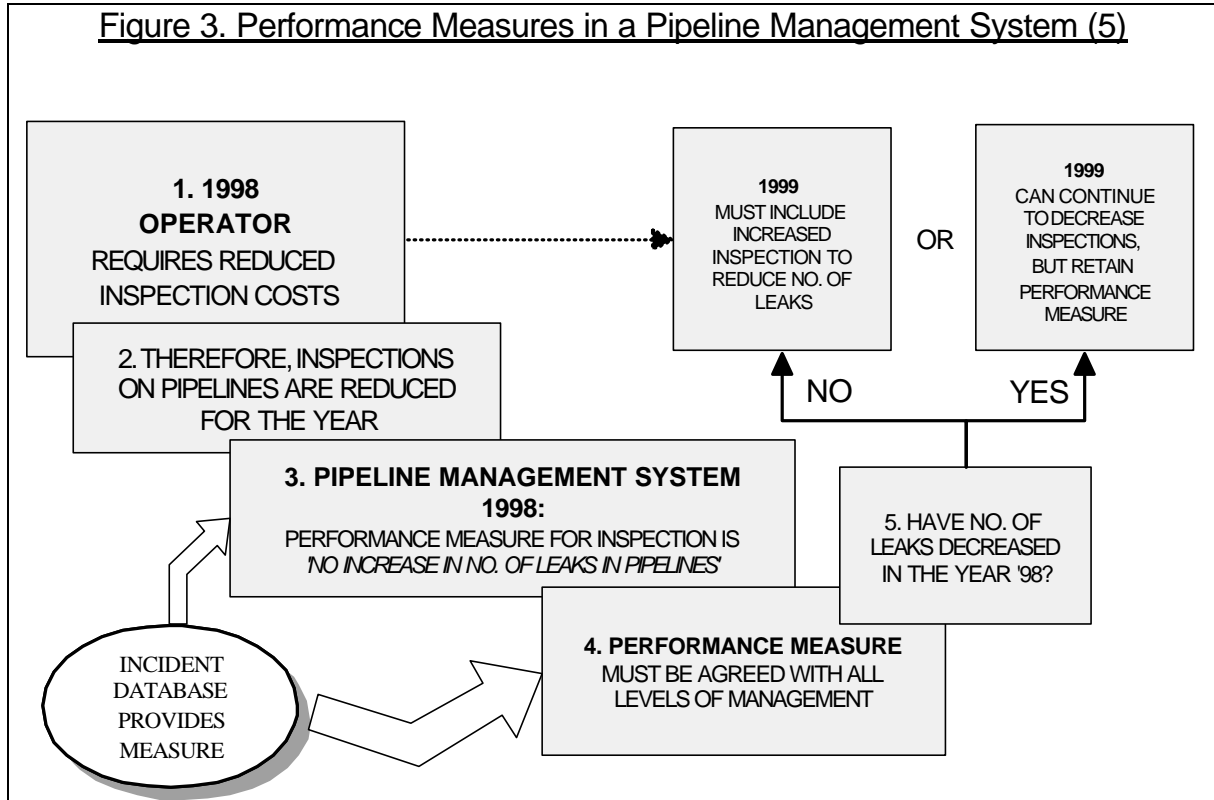 Figure 3. Performance Measures in a Pipeline Management System (5)
1. 1998
OPERATOR
REQUIRES REDUCED
INSPECTION COSTS
2. THEREFORE, INSPECTIONS
ON PIPELINES ARE REDUCED
FOR THE YEAR
3. PIPELINE MANAGEMENT SYSTEM
1998:
PERFORMANCE MEASURE FOR INSPECTION IS
'NO INCREASE IN NO. OF LEAKS IN PIPELINES'
INCIDENT
DATABASE
PROVIDES
MEASURE
4. PERFORMANCE MEASURE
MUST BE AGREED WITH ALL
LEVELS OF MANAGEMENT
5. HAVE NO. OF
LEAKS DECREASED
IN THE YEAR '98?
NO
YES
1999
MUST INCLUDE
INCREASED
INSPECTION TO
REDUCE NO. OF
LEAKS
OR
1999
CAN CONTINUE
TO DECREASE
INSPECTIONS,
BUT RETAIN
PERFORMANCE
MEASURE